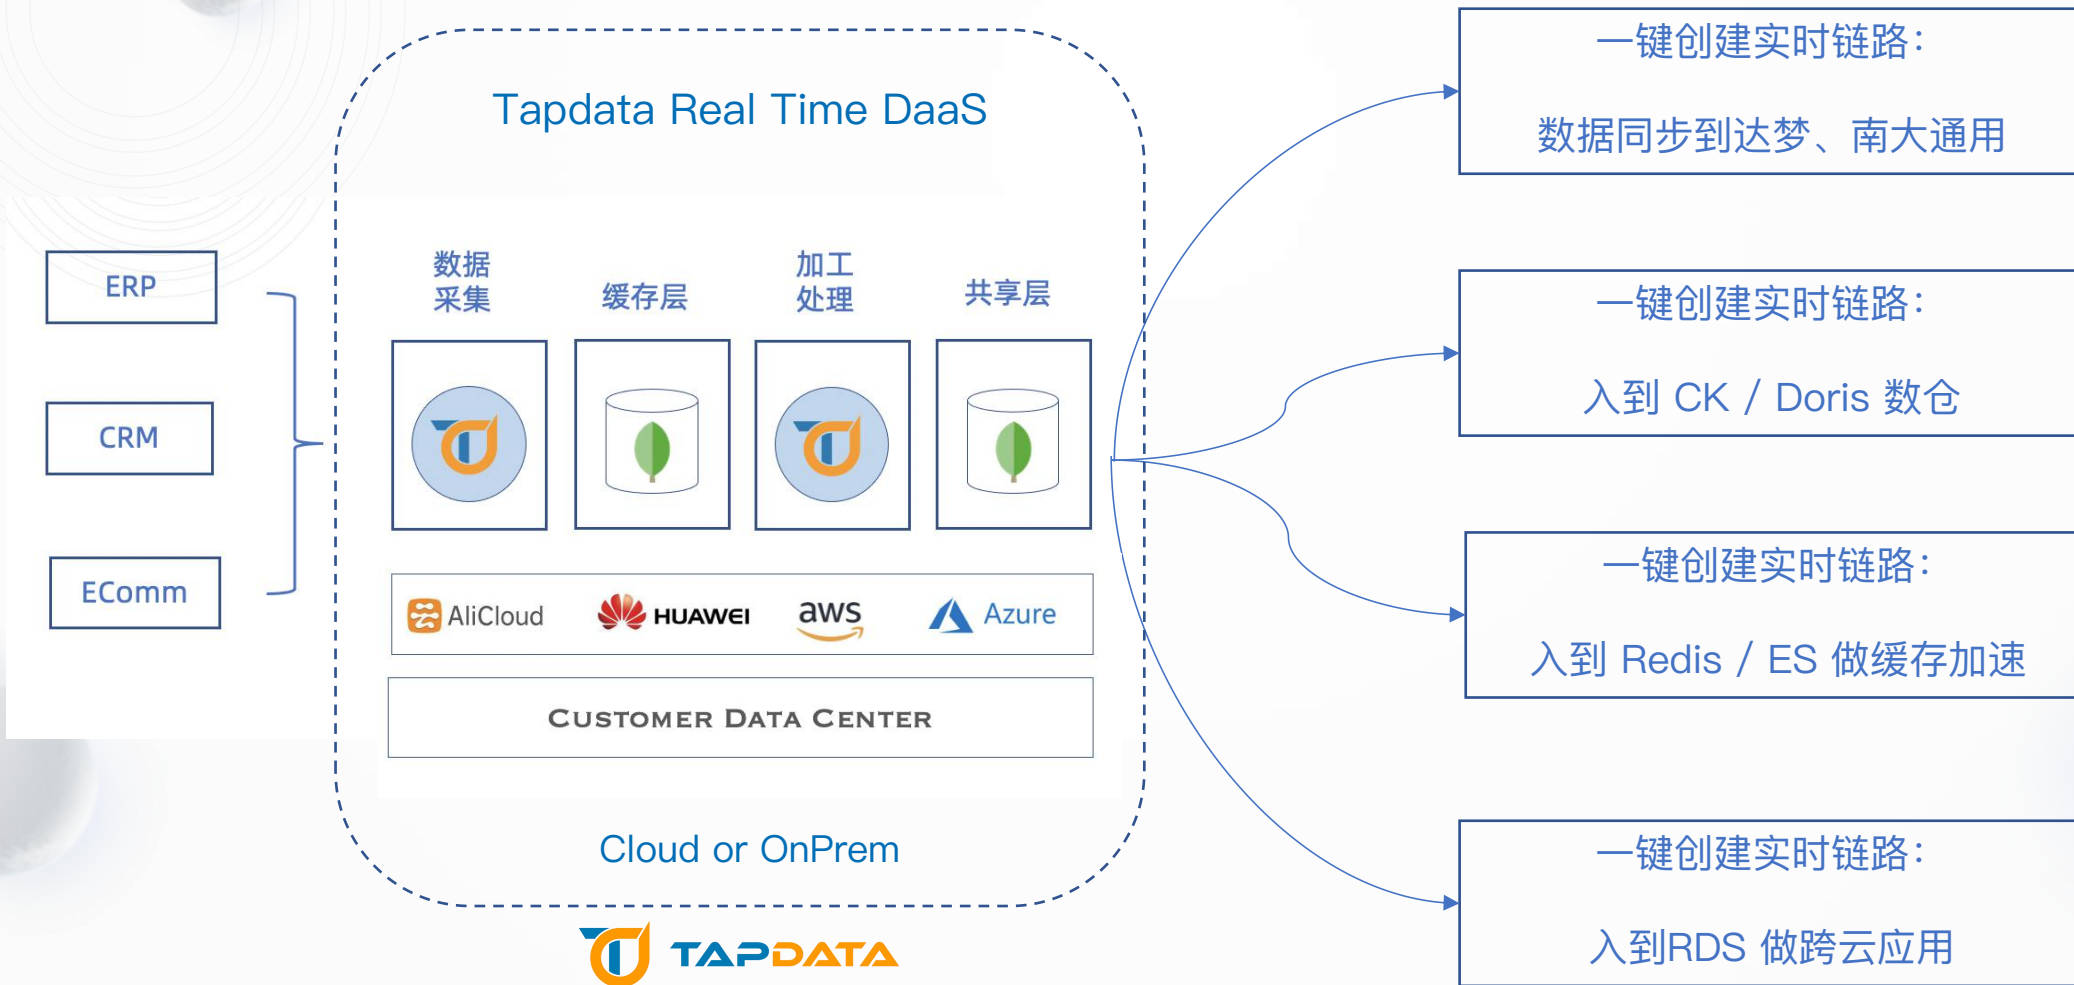 Tapdata Real Time DaaS
ERP
CRM
EComm
数据
采集
缓存层
加工
处理
共享层
AliCloud
HUAWEI
aws
Azure
CUSTOMER DATA CENTER
Cloud or OnPrem
TAPDATA
一键创建实时链路：
数据同步到达梦、南大通用
一键创建实时链路：
入到 CK / Doris 数仓
一键创建实时链路：
入到 Redis / ES 做缓存加速
一键创建实时链路：
入到RDS 做跨云应用